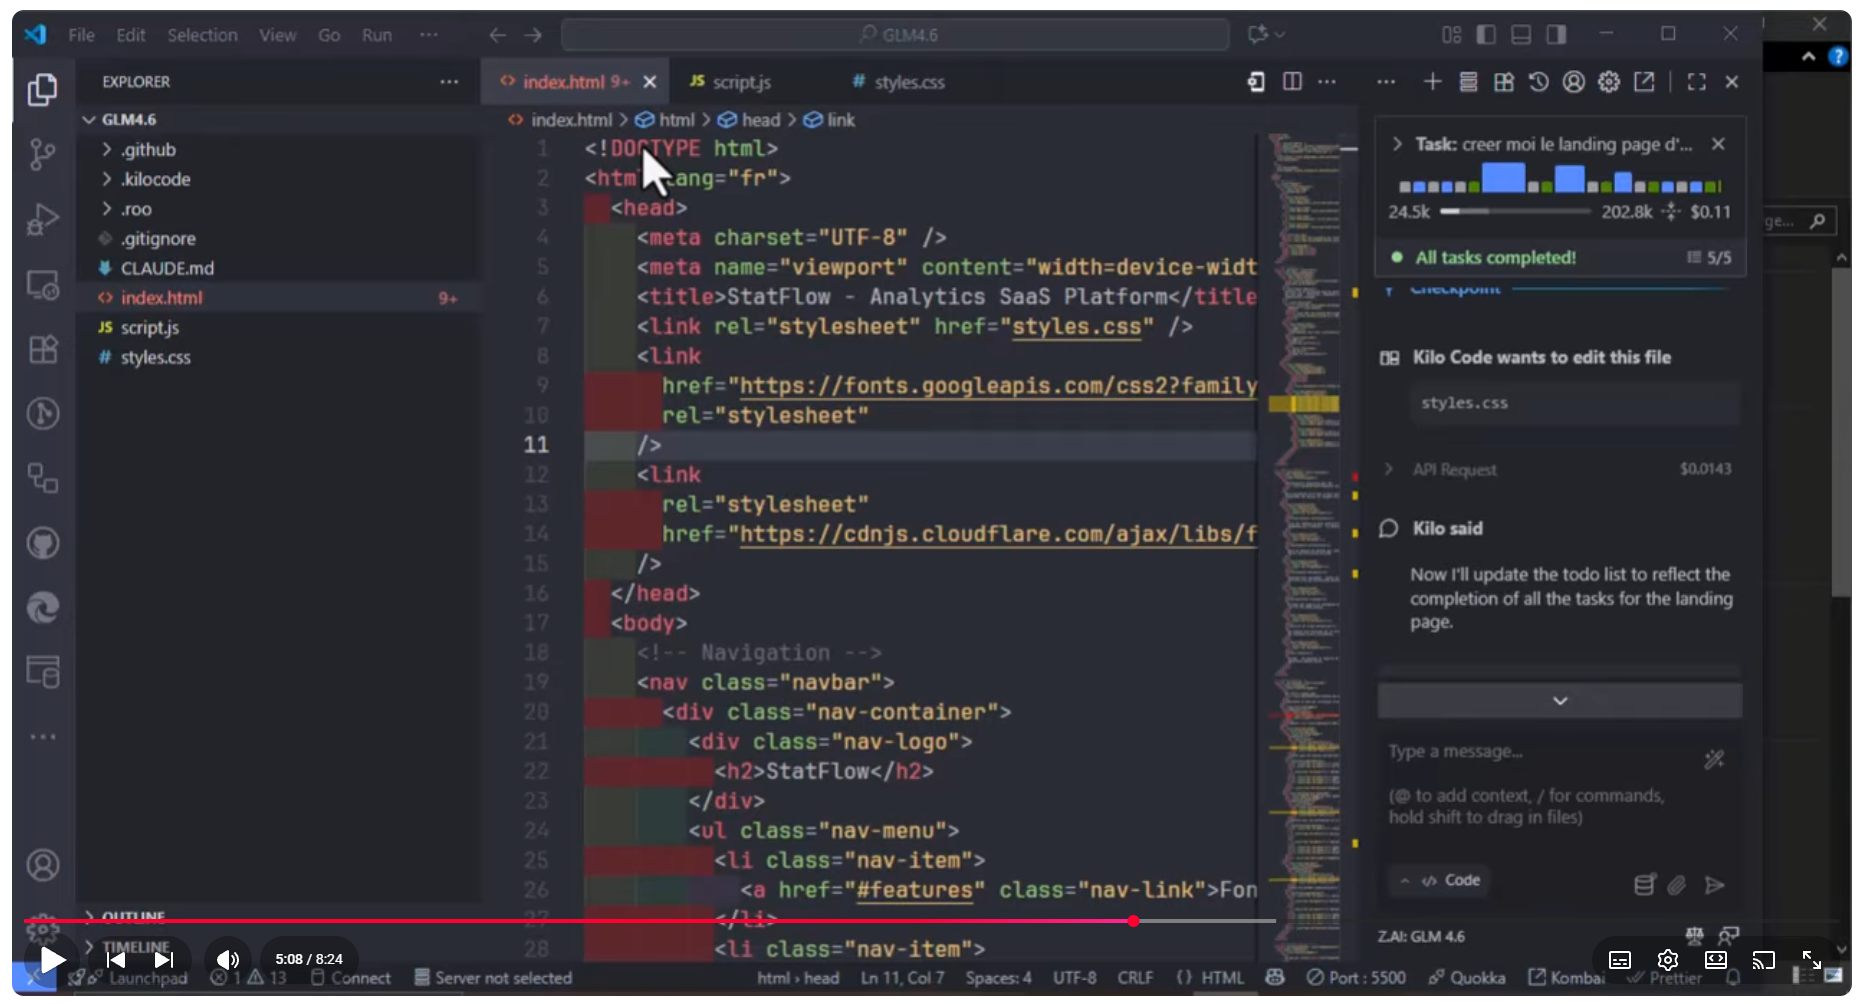 File Edit Selection View Go Run ···
GLM4.6
EXPLORER
GLM4.6
.github
.kilocode
.roo
.gitignore
CLAUDE.md
index.html 9+
JS script.js
# styles.css
OUTLINE
TIMELINE
index.html 9+
JS script.js
# styles.css
index.html > html > head > link
1 <!DOCTYPE html>
2 <html lang="fr">
3 <head>
4 <meta charset="UTF-8" />
5 <meta name="viewport" content="width=device-widt
6 <title>StatFlow - Analytics SaaS Platform</title
7 <link rel="stylesheet" href="styles.css" />
8 <link
9 href="https://fonts.googleapis.com/css2?family
10 rel="stylesheet"
11 />
12 <link
13 rel="stylesheet"
14 href="https://cdnjs.cloudflare.com/ajax/libs/f
15 />
16 </head>
17 <body>
18 <!-- Navigation -->
19 <nav class="navbar">
20 <div class="nav-container">
21 <div class="nav-logo">
22 <h2>StatFlow</h2>
23 </div>
24 <ul class="nav-menu">
25 <li class="nav-item">
26 <a href="#features" class="nav-link">Fon
27 </li>
28 <li class="nav-item">
Task: creer moi le landing page d'...
24.5k 202.8k $0.11
All tasks completed! 5/5
Checkpoint
Kilo Code wants to edit this file
styles.css
API Request $0.0143
Kilo said
Now I'll update the todo list to reflect the
completion of all the tasks for the landing
page.
Type a message...
(@ to add context, / for commands,
hold shift to drag in files)
</> Code
Z.AI: GLM 4.6
ge...
5:08 / 8:24
Launchpad 1 13 Connect Server not selected html › head Ln 11, Col 7 Spaces: 4 UTF-8 CRLF {} HTML Port : 5500 Quokka Kombai Prettier